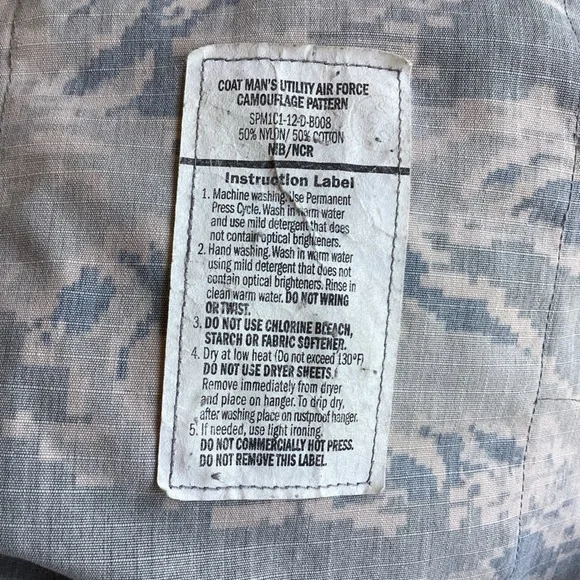 COAT MAN'S UTILITY AIR FORCE
CAMOUFLAGE PATTERN
SPM1C1-12-D-B008
50% NYLON/ 50% COTTON
NIB/NCR
Instruction Label
1. Machine washing. Use Permanent
Press Cycle. Wash in warm water
and use mild detergent that does
not contain optical brighteners.
2. Hand washing. Wash in warm water
using mild detergent that does not
contain optical brighteners. Rinse in
clean warm water. DO NOT WRING
OR TWIST.
3. DO NOT USE CHLORINE BLEACH,
STARCH OR FABRIC SOFTENER.
4. Dry at low heat (Do not exceed 130°F)
DO NOT USE DRYER SHEETS.
Remove immediately from dryer
and place on hanger. To drip dry,
after washing place on rustproof hanger.
5. If needed, use light ironing.
DO NOT COMMERCIALLY HOT PRESS.
DO NOT REMOVE THIS LABEL.